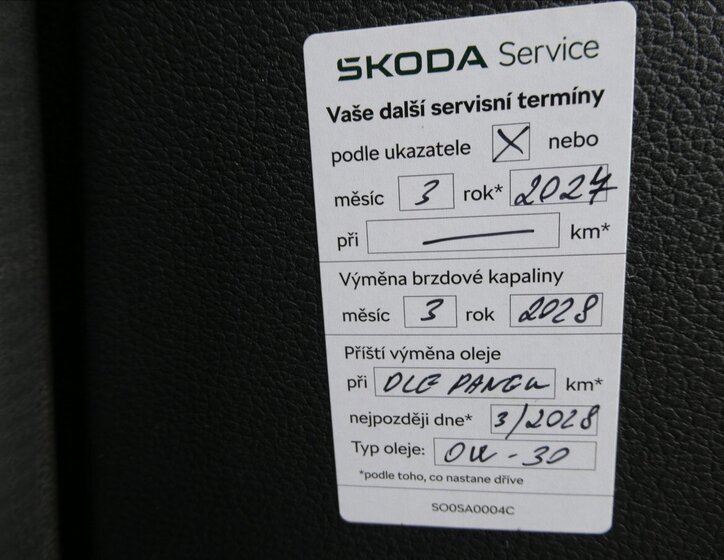 ŠKODA Service
Vaše další servisní termíny
podle ukazatele X nebo
měsíc 3 rok* 2027
při — km*
Výměna brzdové kapaliny
měsíc 3 rok 2028
Příští výměna oleje
při DLE PANELU km*
nejpozději dne* 3/2028
Typ oleje: 0W-30
*podle toho, co nastane dříve
SO0SA0004C